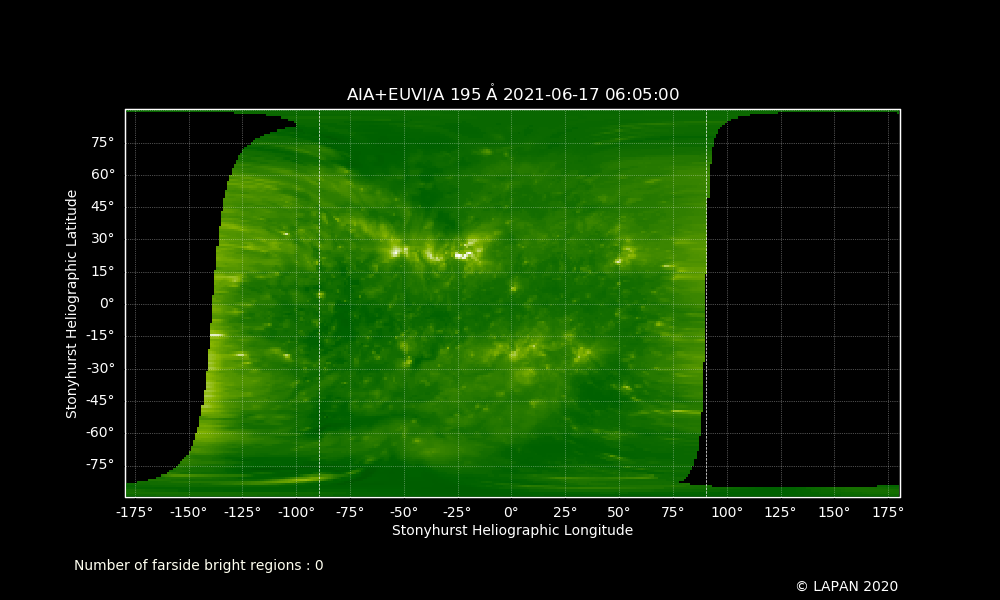 AIA+EUVI/A 195 Å 2021-06-17 06:05:00
Stonyhurst Heliographic Latitude
75°
60°
45°
30°
15°
0°
-15°
-30°
-45°
-60°
-75°
-175° -150° -125° -100° -75° -50° -25° 0° 25° 50° 75° 100° 125° 150° 175°
Stonyhurst Heliographic Longitude
Number of farside bright regions : 0
© LAPAN 2020